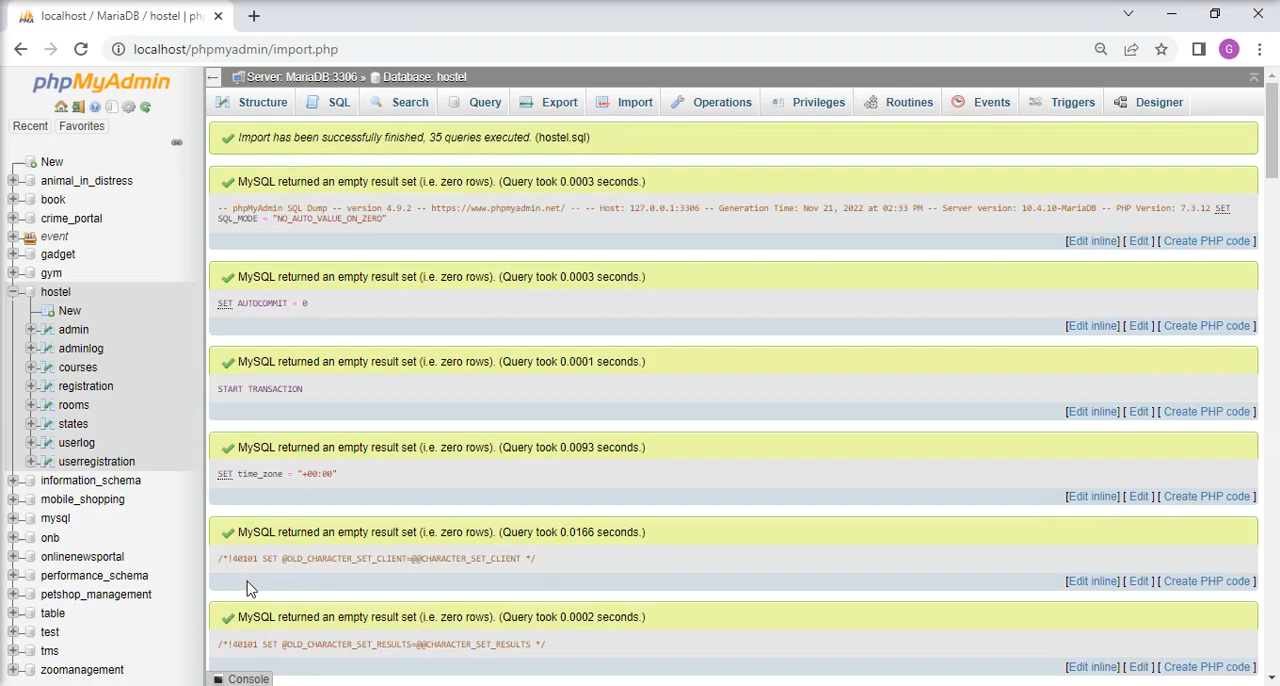 localhost / MariaDB / hostel | ph
localhost/phpmyadmin/import.php
G
phpMyAdmin
Recent
Favorites
New
animal_in_distress
book
crime_portal
event
gadget
gym
hostel
New
admin
adminlog
courses
registration
rooms
states
userlog
userregistration
information_schema
mobile_shopping
mysql
onb
onlinenewsportal
performance_schema
petshop_management
table
test
tms
zoomanagement
Server: MariaDB:3306 » Database: hostel
Structure SQL Search Query Export Import Operations Privileges Routines Events Triggers Designer
Import has been successfully finished, 35 queries executed. (hostel.sql)
MySQL returned an empty result set (i.e. zero rows). (Query took 0.0003 seconds.)
-- phpMyAdmin SQL Dump -- version 4.9.2 -- https://www.phpmyadmin.net/ -- -- Host: 127.0.0.1:3306 -- Generation Time: Nov 21, 2022 at 02:33 PM -- Server version: 10.4.10-MariaDB -- PHP Version: 7.3.12 SET
SQL_MODE = "NO_AUTO_VALUE_ON_ZERO"
[Edit inline] [ Edit ] [ Create PHP code ]
MySQL returned an empty result set (i.e. zero rows). (Query took 0.0003 seconds.)
SET AUTOCOMMIT = 0
[Edit inline] [ Edit ] [ Create PHP code ]
MySQL returned an empty result set (i.e. zero rows). (Query took 0.0001 seconds.)
START TRANSACTION
[Edit inline] [ Edit ] [ Create PHP code ]
MySQL returned an empty result set (i.e. zero rows). (Query took 0.0093 seconds.)
SET time_zone = "+00:00"
[Edit inline] [ Edit ] [ Create PHP code ]
MySQL returned an empty result set (i.e. zero rows). (Query took 0.0166 seconds.)
/*!40101 SET @OLD_CHARACTER_SET_CLIENT=@@CHARACTER_SET_CLIENT */
[Edit inline] [ Edit ] [ Create PHP code ]
MySQL returned an empty result set (i.e. zero rows). (Query took 0.0002 seconds.)
/*!40101 SET @OLD_CHARACTER_SET_RESULTS=@@CHARACTER_SET_RESULTS */
[Edit inline] [ Edit ] [ Create PHP code ]
Console